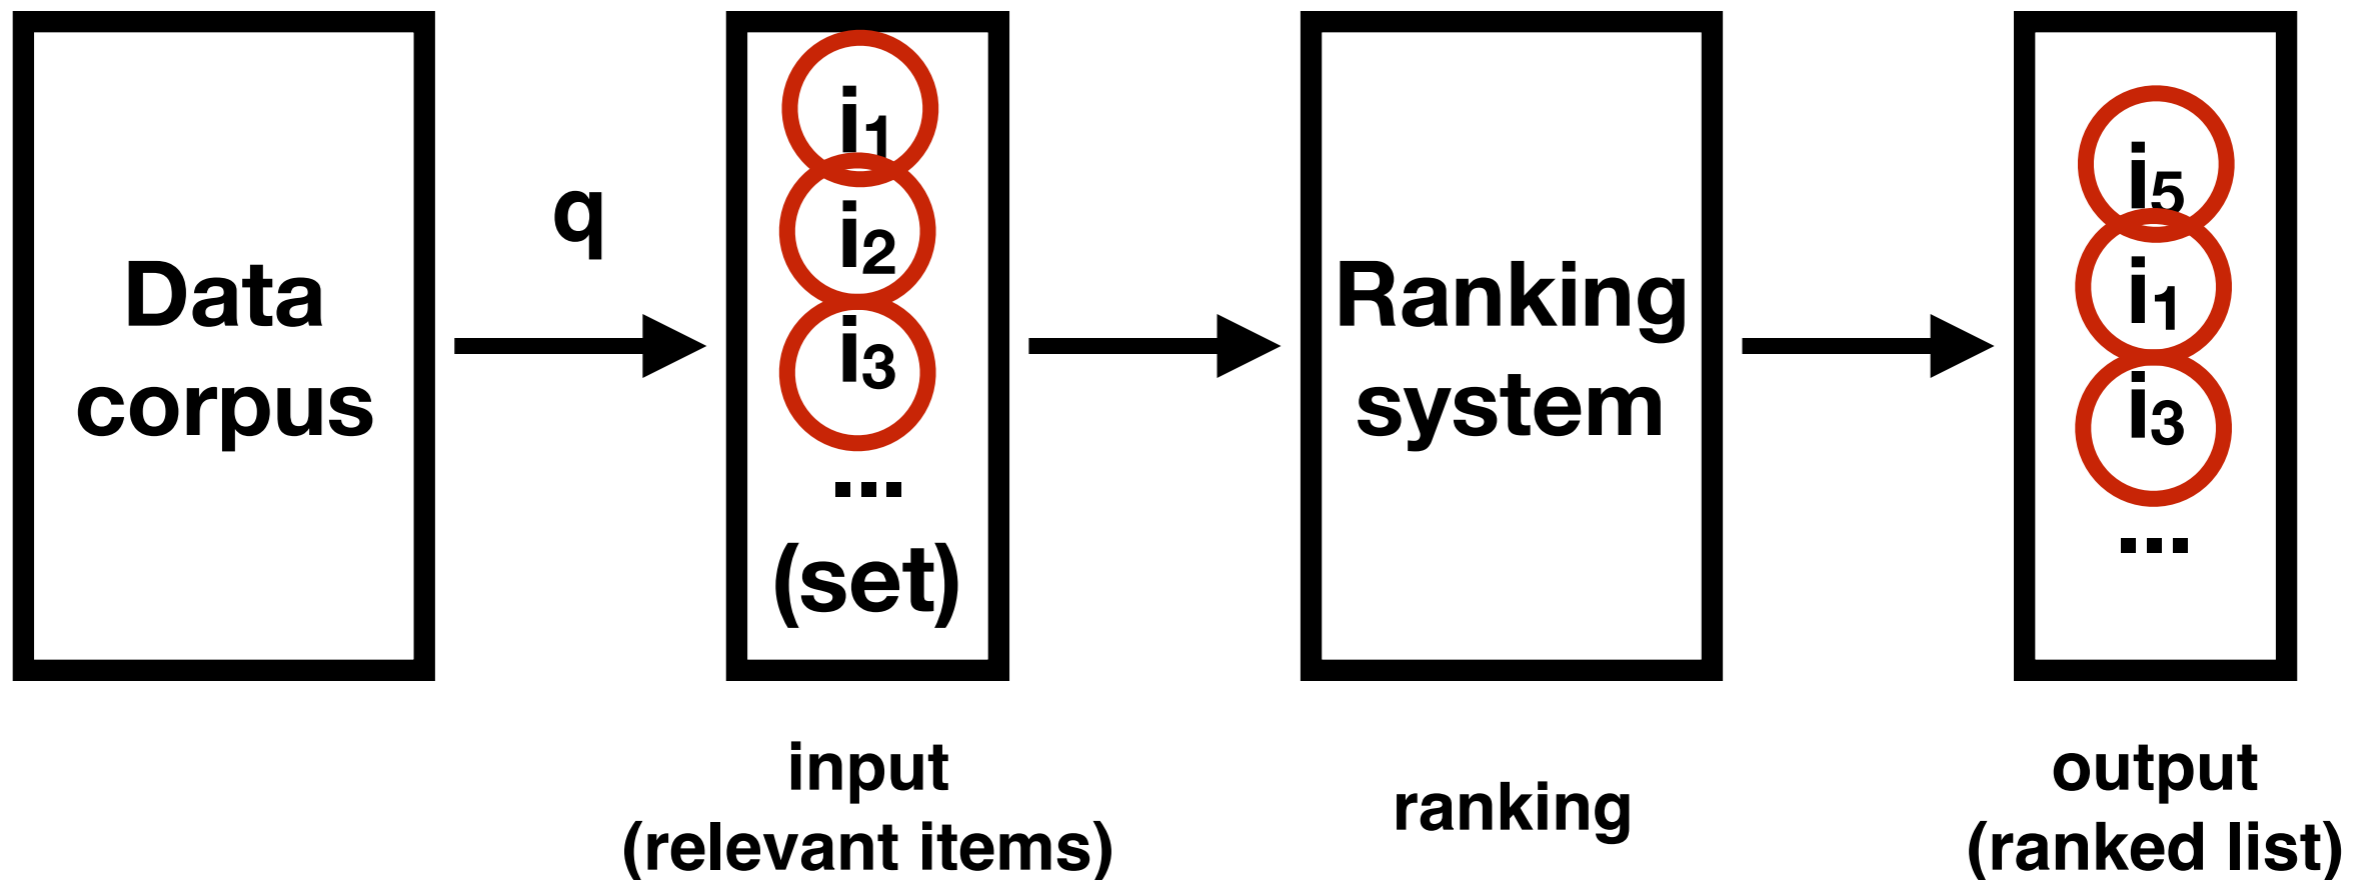 Data
corpus
q
i1
i2
i3
...
(set)
input
(relevant items)
Ranking
system
ranking
i5
i1
i3
...
output
(ranked list)